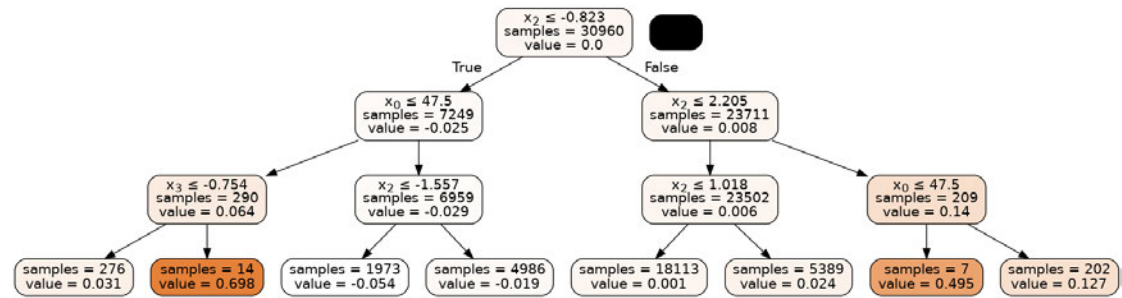 x₂ ≤ -0.823
samples = 30960
value = 0.0
True
False
x₀ ≤ 47.5
samples = 7249
value = -0.025
x₂ ≤ 2.205
samples = 23711
value = 0.008
x₃ ≤ -0.754
samples = 290
value = 0.064
x₂ ≤ -1.557
samples = 6959
value = -0.029
x₂ ≤ 1.018
samples = 23502
value = 0.006
x₀ ≤ 47.5
samples = 209
value = 0.14
samples = 276
value = 0.031
samples = 14
value = 0.698
samples = 1973
value = -0.054
samples = 4986
value = -0.019
samples = 18113
value = 0.001
samples = 5389
value = 0.024
samples = 7
value = 0.495
samples = 202
value = 0.127